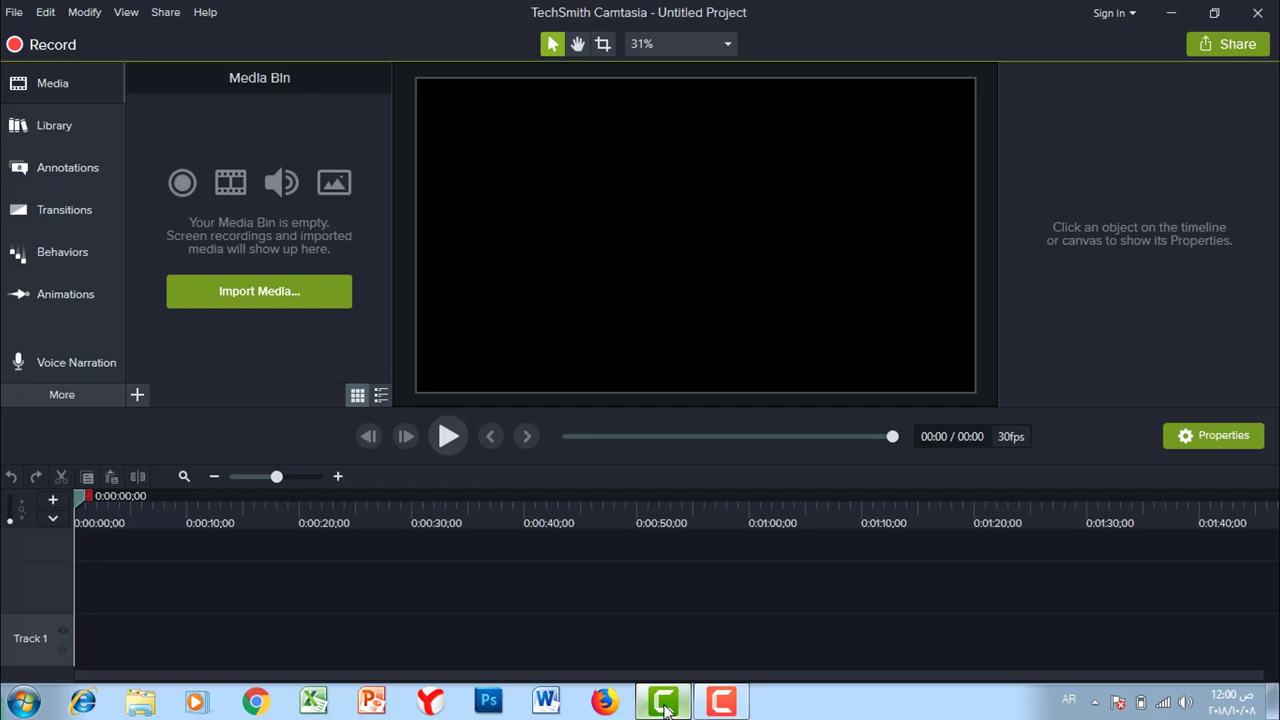 File Edit Modify View Share Help
TechSmith Camtasia - Untitled Project
Sign In
Record
31%
Share
Media
Library
Annotations
Transitions
Behaviors
Animations
Voice Narration
More
Media Bin
Your Media Bin is empty.
Screen recordings and imported
media will show up here.
Import Media...
Click an object on the timeline
or canvas to show its Properties.
00:00 / 00:00 30fps
Properties
0:00:00;00
0:00:00;00 0:00:10;00 0:00:20;00 0:00:30;00 0:00:40;00 0:00:50;00 0:01:00;00 0:01:10;00 0:01:20;00 0:01:30;00 0:01:40;00
Track 1
Ps
AR
12:00 ص
٢٠١٨/١٠/٠٨